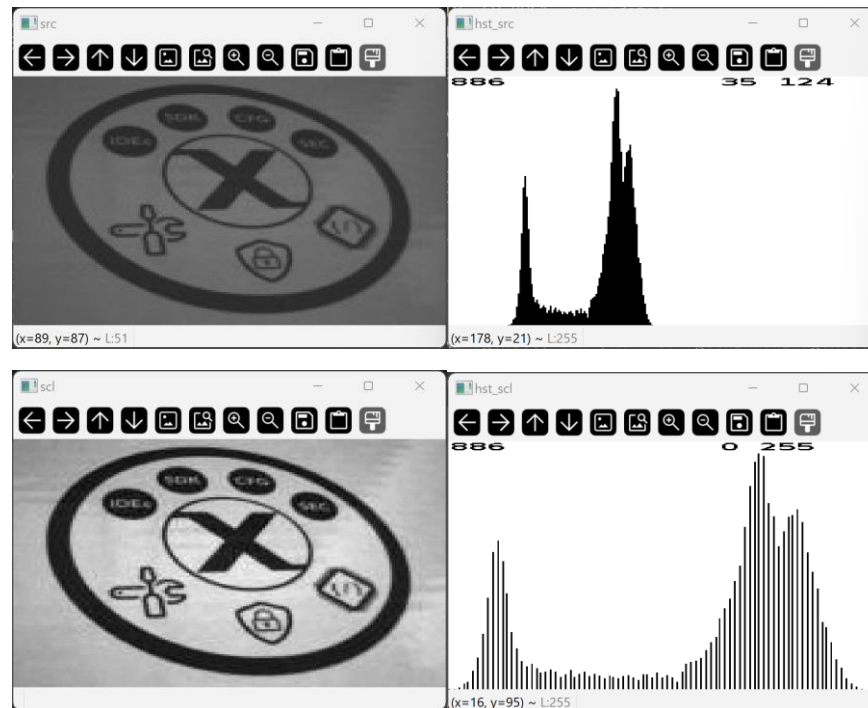 src
hst_src
886 35 124
SDK
CFG
IDEs
SEC
X
(x=89, y=87) ~ L:51
(x=178, y=21) ~ L:255
scl
hst_scl
886 0 255
SDK
CFG
IDEs
SEC
X
(x=16, y=95) ~ L:255